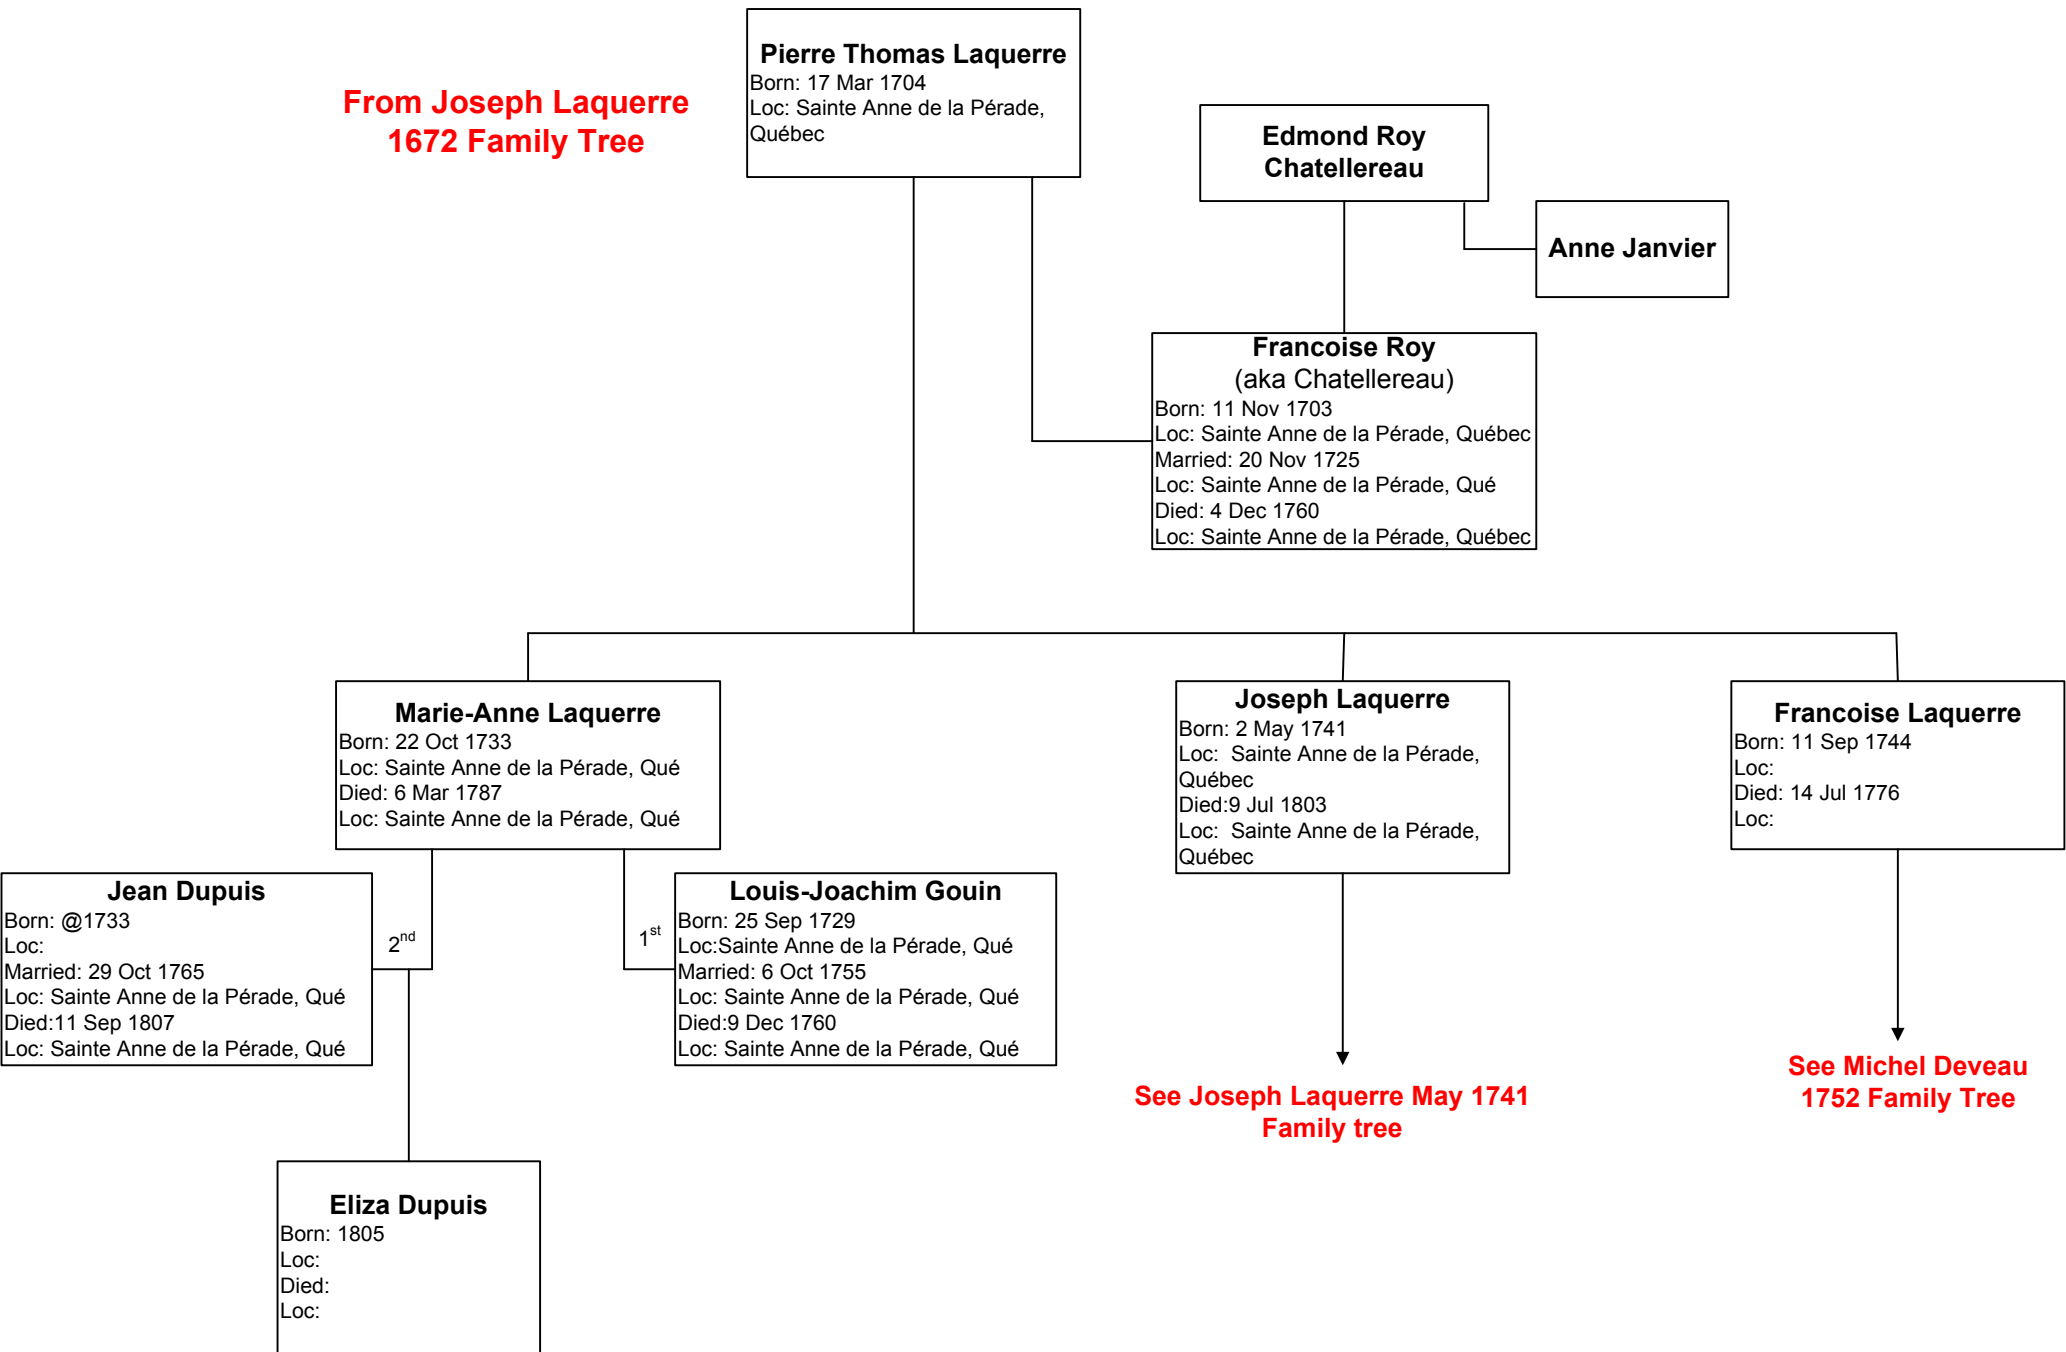 Pierre Thomas Laquerre
Born: 17 Mar 1704
Loc: Sainte Anne de la Pérade,
Québec
From Joseph Laquerre
1672 Family Tree
Edmond Roy
Chatellereau
Anne Janvier
Francoise Roy
(aka Chatellereau)
Born: 11 Nov 1703
Loc: Sainte Anne de la Pérade, Québec
Married: 20 Nov 1725
Loc: Sainte Anne de la Pérade, Qué
Died: 4 Dec 1760
Loc: Sainte Anne de la Pérade, Québec
Marie-Anne Laquerre
Born: 22 Oct 1733
Loc: Sainte Anne de la Pérade, Qué
Died: 6 Mar 1787
Loc: Sainte Anne de la Pérade, Qué
Joseph Laquerre
Born: 2 May 1741
Loc:  Sainte Anne de la Pérade,
Québec
Died:9 Jul 1803
Loc:  Sainte Anne de la Pérade,
Québec
Francoise Laquerre
Born: 11 Sep 1744
Loc:
Died: 14 Jul 1776
Loc:
Jean Dupuis
Born: @1733
Loc:
Married: 29 Oct 1765
Loc: Sainte Anne de la Pérade, Qué
Died:11 Sep 1807
Loc: Sainte Anne de la Pérade, Qué
2nd
1st
Louis-Joachim Gouin
Born: 25 Sep 1729
Loc:Sainte Anne de la Pérade, Qué
Married: 6 Oct 1755
Loc: Sainte Anne de la Pérade, Qué
Died:9 Dec 1760
Loc: Sainte Anne de la Pérade, Qué
See Joseph Laquerre May 1741
Family tree
See Michel Deveau
1752 Family Tree
Eliza Dupuis
Born: 1805
Loc:
Died:
Loc: